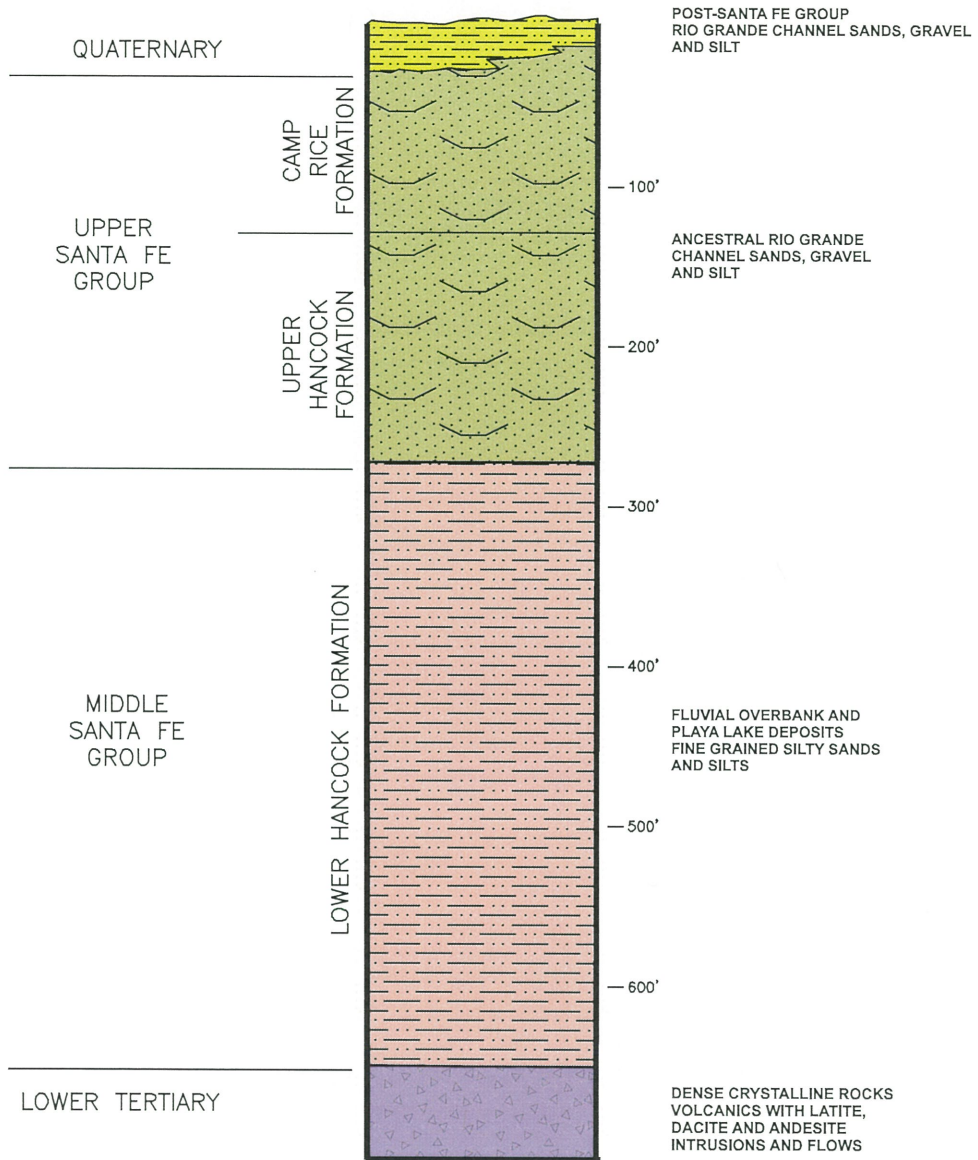 QUATERNARY
POST-SANTA FE GROUP
RIO GRANDE CHANNEL SANDS, GRAVEL
AND SILT
UPPER
SANTA FE
GROUP
CAMP
RICE
FORMATION
100'
UPPER
HANCOCK
FORMATION
ANCESTRAL RIO GRANDE
CHANNEL SANDS, GRAVEL
AND SILT
200'
300'
MIDDLE
SANTA FE
GROUP
LOWER HANCOCK FORMATION
400'
FLUVIAL OVERBANK AND
PLAYA LAKE DEPOSITS
FINE GRAINED SILTY SANDS
AND SILTS
500'
600'
LOWER TERTIARY
DENSE CRYSTALLINE ROCKS
VOLCANICS WITH LATITE,
DACITE AND ANDESITE
INTRUSIONS AND FLOWS